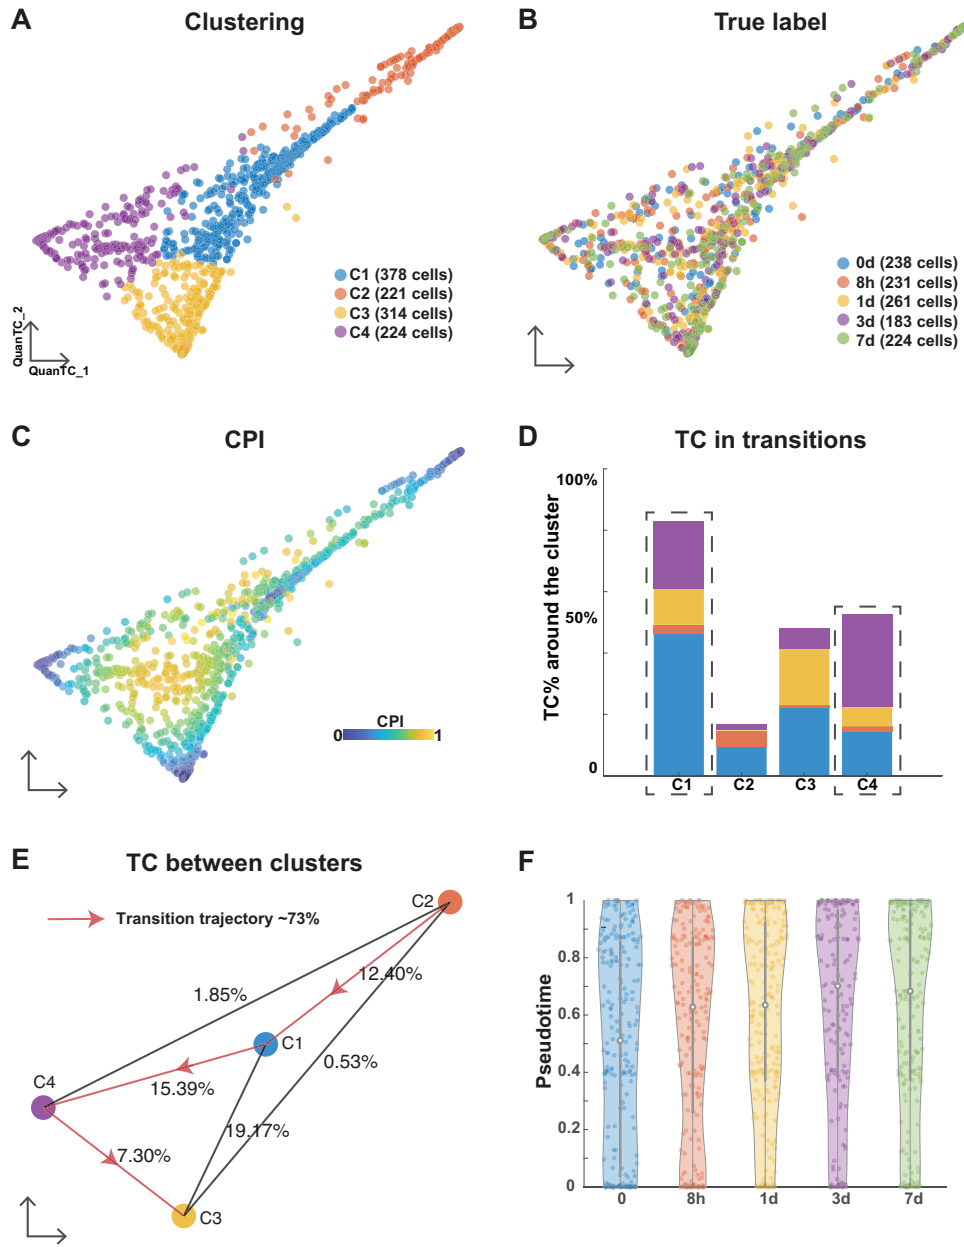 A
Clustering
C1 (378 cells)
C2 (221 cells)
C3 (314 cells)
C4 (224 cells)
QuanTC_2
QuanTC_1
B
True label
0d (238 cells)
8h (231 cells)
1d (261 cells)
3d (183 cells)
7d (224 cells)
C
CPI
CPI
0 1
D
TC in transitions
TC% around the cluster
100%
50%
0
C1 C2 C3 C4
E
TC between clusters
Transition trajectory ~73%
C2
12.40%
1.85%
C1
0.53%
C4
15.39%
19.17%
7.30%
C3
F
Pseudotime
1
0.8
0.6
0.4
0.2
0
0 8h 1d 3d 7d